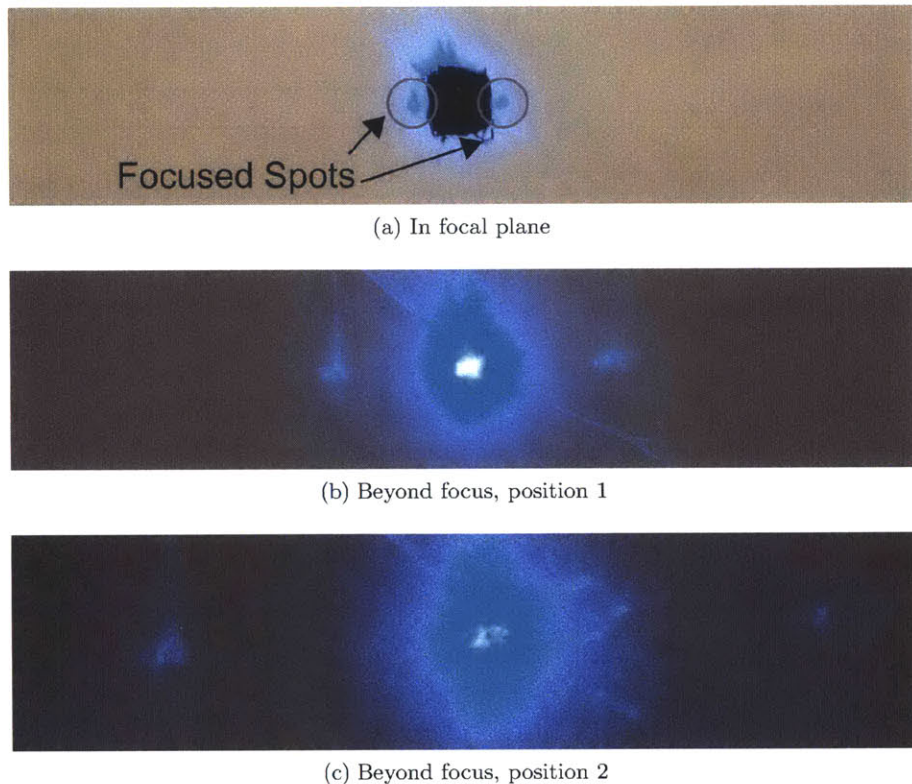 Focused Spots
(a) In focal plane
(b) Beyond focus, position 1
(c) Beyond focus, position 2